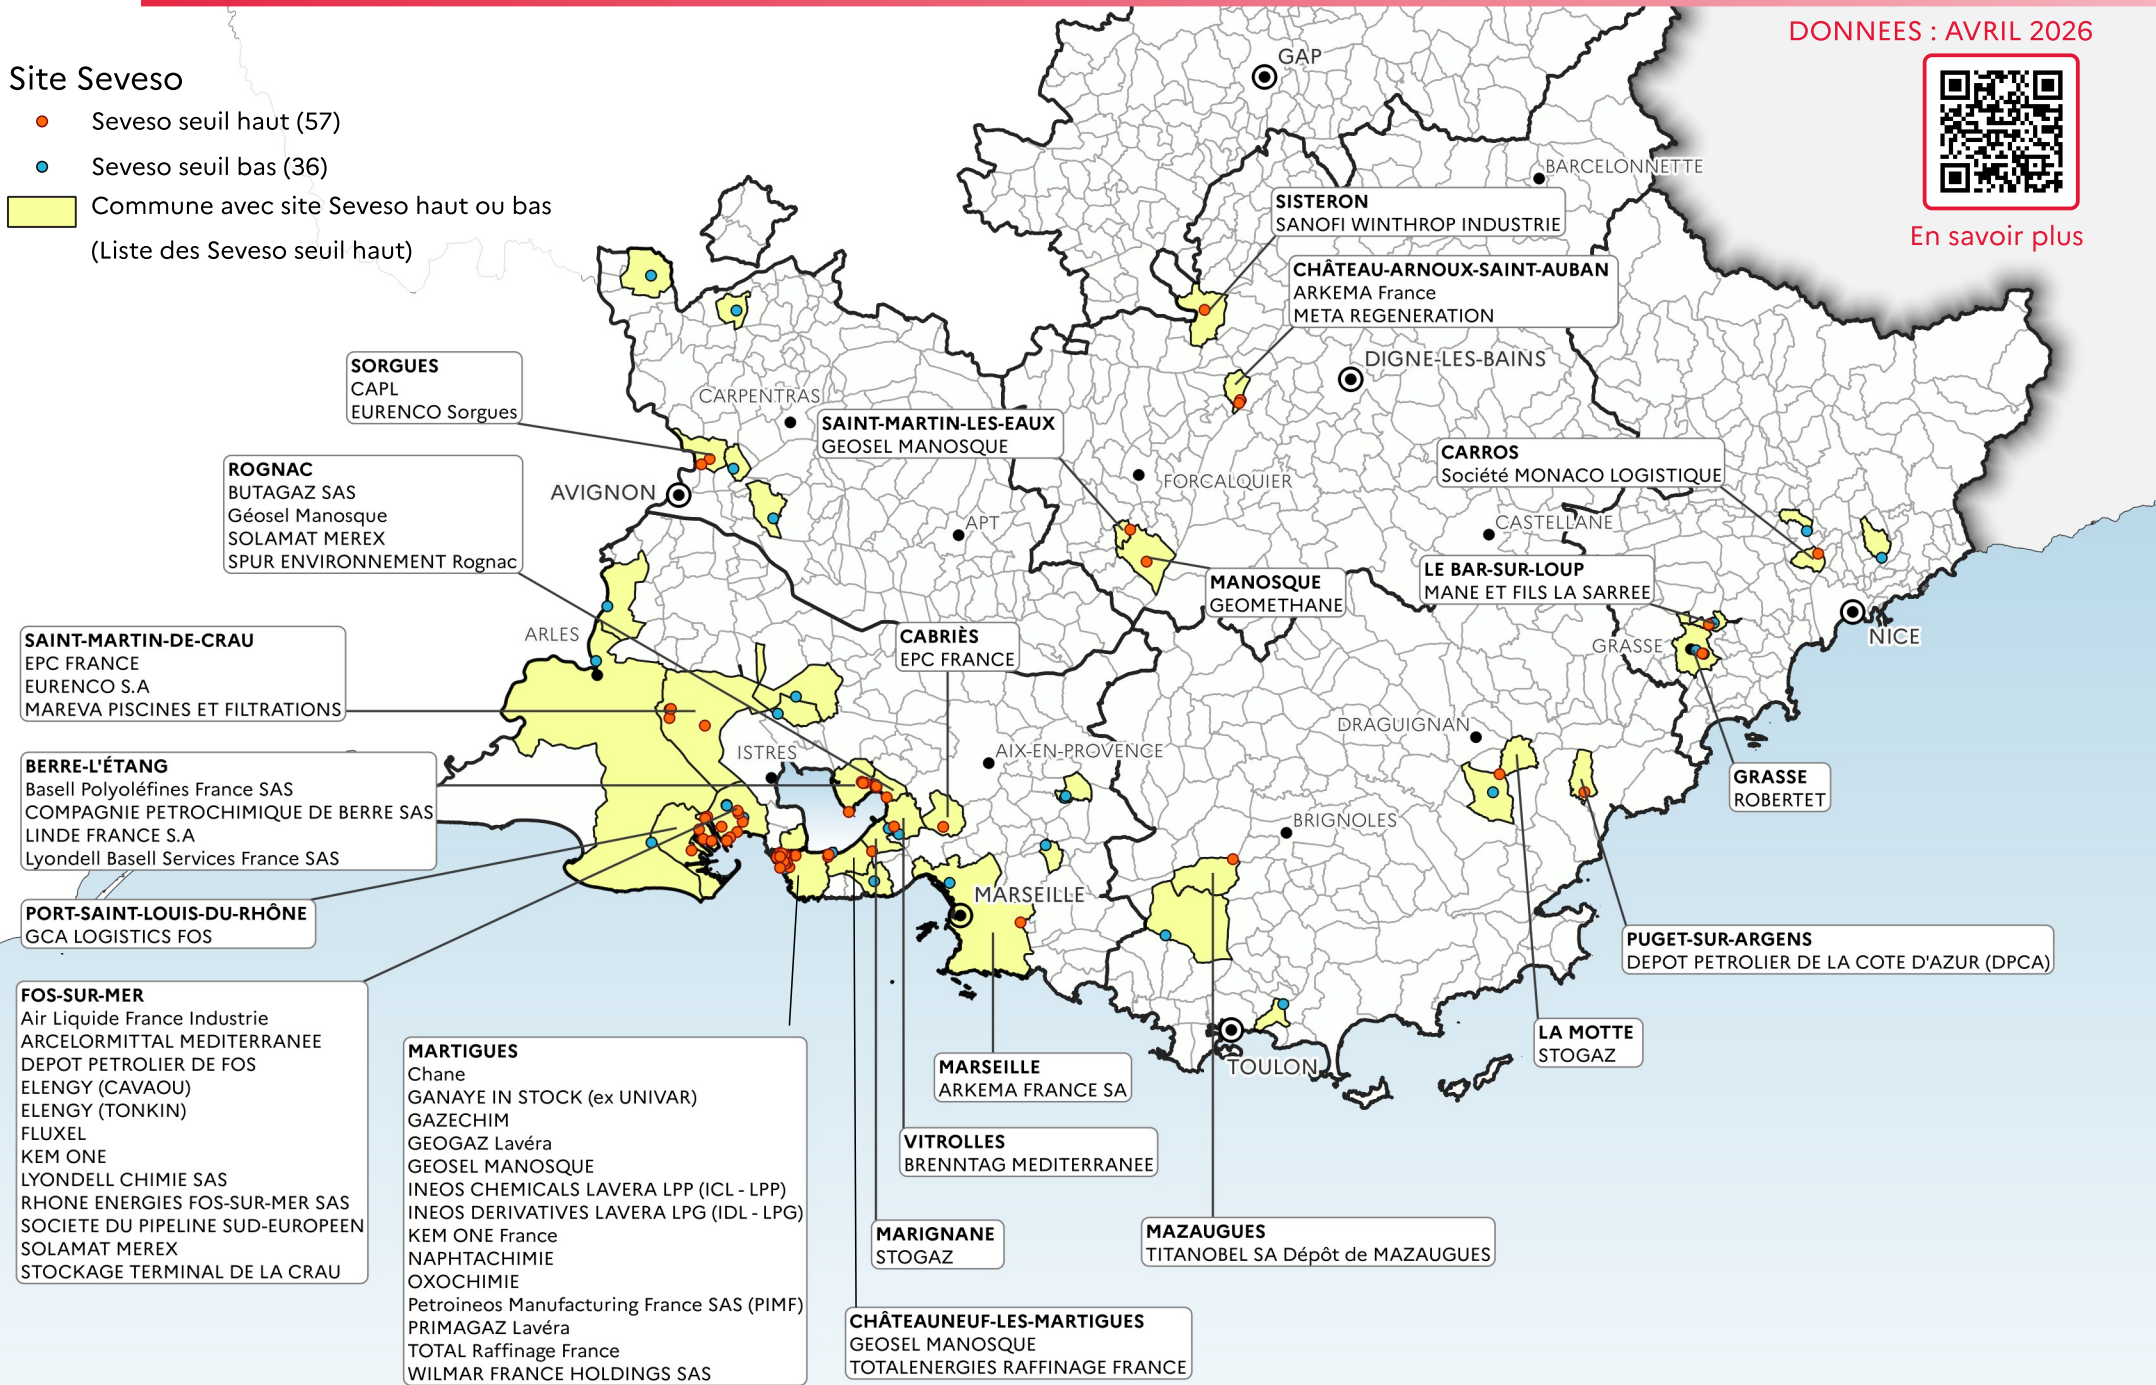 DONNEES : AVRIL 2026
En savoir plus
Site Seveso
Seveso seuil haut (57)
Seveso seuil bas (36)
Commune avec site Seveso haut ou bas
(Liste des Seveso seuil haut)
GAP
BARCELONNETTE
SISTERON
SANOFI WINTHROP INDUSTRIE
CHÂTEAU-ARNOUX-SAINT-AUBAN
ARKEMA France
META REGENERATION
DIGNE-LES-BAINS
SORGUES
CAPL
EURENCO Sorgues
CARPENTRAS
SAINT-MARTIN-LES-EAUX
GEOSEL MANOSQUE
CARROS
Société MONACO LOGISTIQUE
ROGNAC
BUTAGAZ SAS
Géosel Manosque
SOLAMAT MEREX
SPUR ENVIRONNEMENT Rognac
AVIGNON
FORCALQUIER
APT
CASTELLANE
MANOSQUE
GEOMETHANE
LE BAR-SUR-LOUP
MANE ET FILS LA SARREE
NICE
GRASSE
ARLES
CABRIÈS
EPC FRANCE
SAINT-MARTIN-DE-CRAU
EPC FRANCE
EURENCO S.A
MAREVA PISCINES ET FILTRATIONS
ISTRES
AIX-EN-PROVENCE
DRAGUIGNAN
GRASSE
ROBERTET
BERRE-L'ÉTANG
Basell Polyoléfines France SAS
COMPAGNIE PETROCHIMIQUE DE BERRE SAS
LINDE FRANCE S.A
Lyondell Basell Services France SAS
BRIGNOLES
MARSEILLE
PORT-SAINT-LOUIS-DU-RHÔNE
GCA LOGISTICS FOS
PUGET-SUR-ARGENS
DEPOT PETROLIER DE LA COTE D'AZUR (DPCA)
FOS-SUR-MER
Air Liquide France Industrie
ARCELORMITTAL MEDITERRANEE
DEPOT PETROLIER DE FOS
ELENGY (CAVAOU)
ELENGY (TONKIN)
FLUXEL
KEM ONE
LYONDELL CHIMIE SAS
RHONE ENERGIES FOS-SUR-MER SAS
SOCIETE DU PIPELINE SUD-EUROPEEN
SOLAMAT MEREX
STOCKAGE TERMINAL DE LA CRAU
MARTIGUES
Chane
GANAYE IN STOCK (ex UNIVAR)
GAZECHIM
GEOGAZ Lavéra
GEOSEL MANOSQUE
INEOS CHEMICALS LAVERA LPP (ICL - LPP)
INEOS DERIVATIVES LAVERA LPG (IDL - LPG)
KEM ONE France
NAPHTACHIMIE
OXOCHIMIE
Petroineos Manufacturing France SAS (PIMF)
PRIMAGAZ Lavéra
TOTAL Raffinage France
WILMAR FRANCE HOLDINGS SAS
MARSEILLE
ARKEMA FRANCE SA
TOULON
LA MOTTE
STOGAZ
VITROLLES
BRENNTAG MEDITERRANEE
MARIGNANE
STOGAZ
MAZAUGUES
TITANOBEL SA Dépôt de MAZAUGUES
CHÂTEAUNEUF-LES-MARTIGUES
GEOSEL MANOSQUE
TOTALENERGIES RAFFINAGE FRANCE